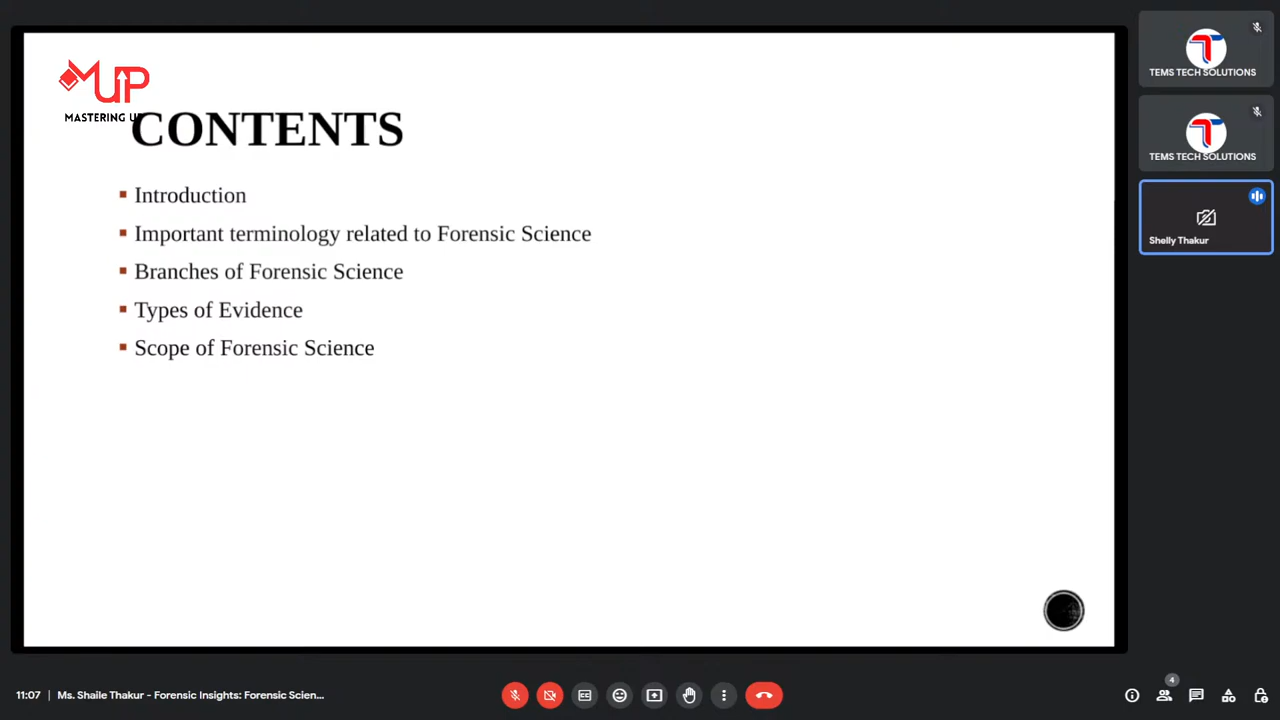 MUP
MASTERING U
CONTENTS
Introduction
Important terminology related to Forensic Science
Branches of Forensic Science
Types of Evidence
Scope of Forensic Science
TEMS TECH SOLUTIONS
TEMS TECH SOLUTIONS
Shelly Thakur
11:07 | Ms. Shaile Thakur - Forensic Insights: Forensic Scien...
4